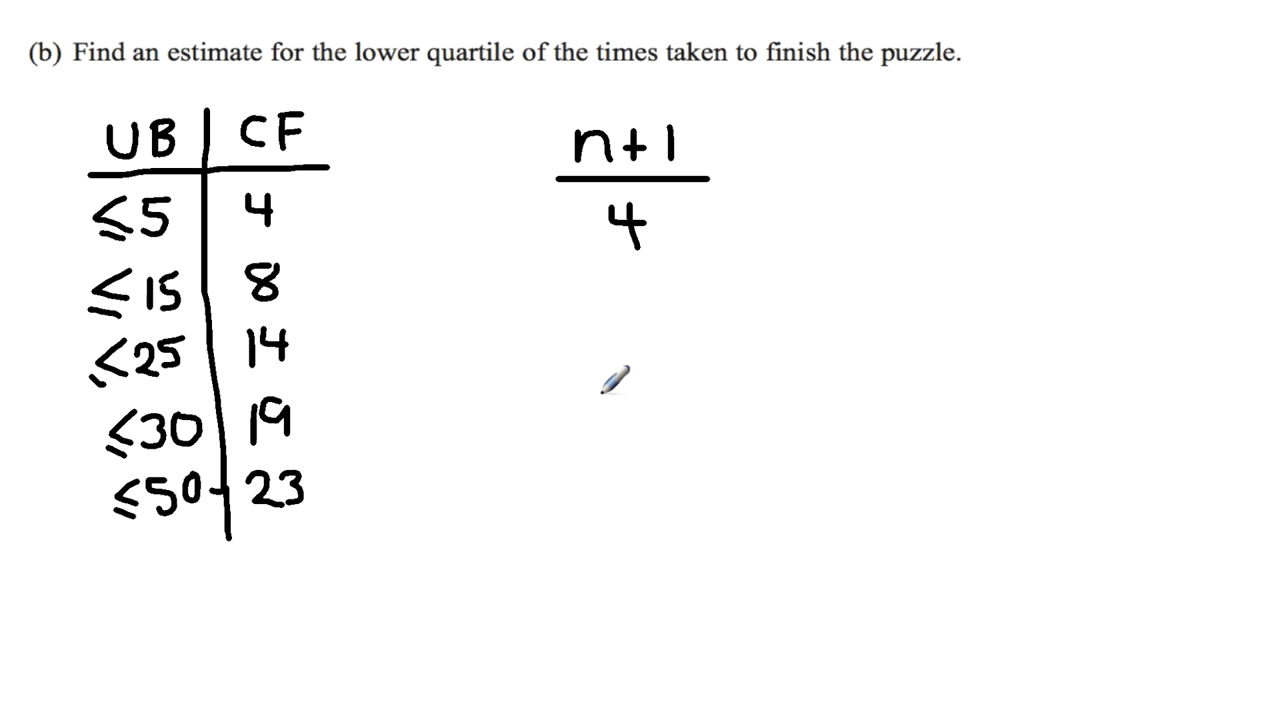 (b) Find an estimate for the lower quartile of the times taken to finish the puzzle.
UB CF
≤5 4
≤15 8
≤25 14
≤30 19
≤50 23
n+1
4